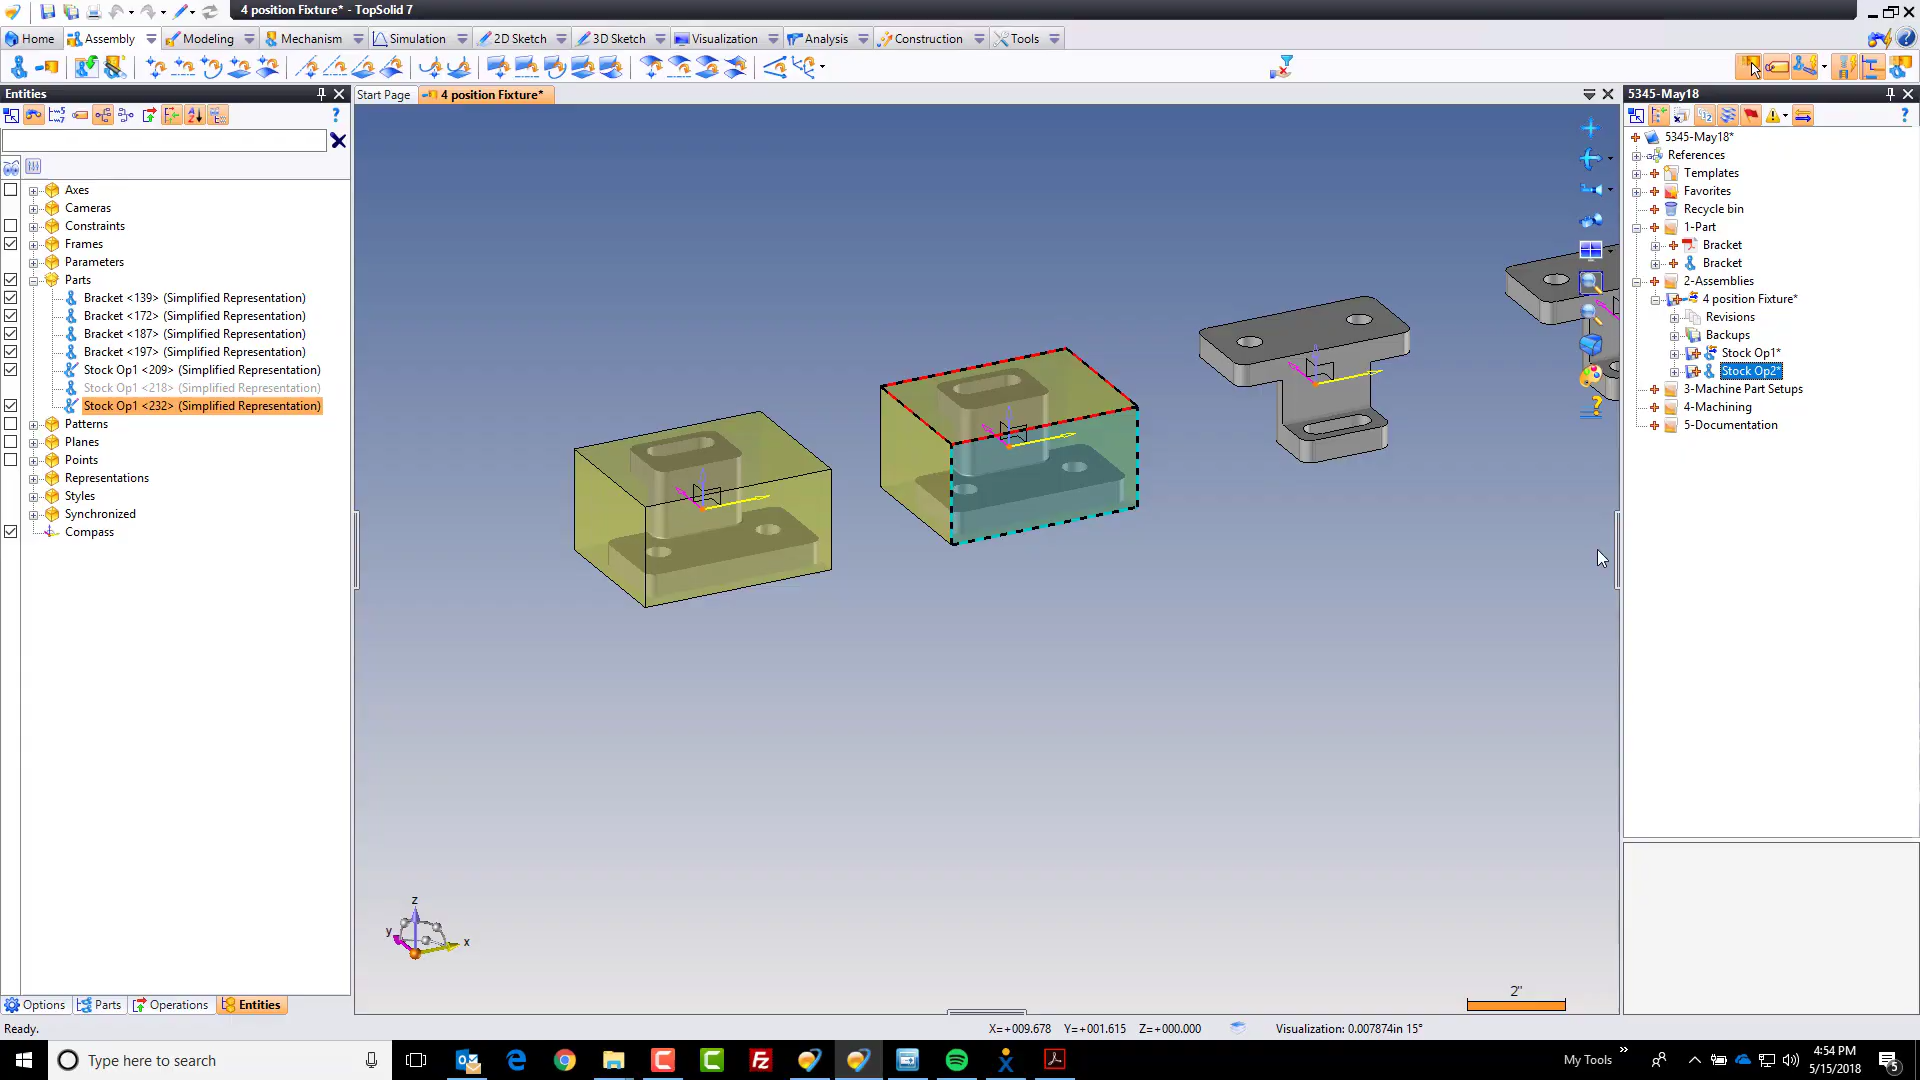 4 position Fixture* - TopSolid 7
Home Assembly Modeling Mechanism Simulation 2D Sketch 3D Sketch Visualization Analysis Construction Tools
Entities
Start Page 4 position Fixture*
5345-May18
Axes
Cameras
Constraints
Frames
Parameters
Parts
Bracket <139> (Simplified Representation)
Bracket <172> (Simplified Representation)
Bracket <187> (Simplified Representation)
Bracket <197> (Simplified Representation)
Stock Op1 <209> (Simplified Representation)
Stock Op1 <218> (Simplified Representation)
Stock Op1 <232> (Simplified Representation)
Patterns
Planes
Points
Representations
Styles
Synchronized
Compass
5345-May18*
References
Templates
Favorites
Recycle bin
1-Part
Bracket
Bracket
2-Assemblies
4 position Fixture*
Revisions
Backups
Stock Op1*
Stock Op2*
3-Machine Part Setups
4-Machining
5-Documentation
z
y
x
2"
Options Parts Operations Entities
Ready.
X=+009.678 Y=+001.615 Z=+000.000 Visualization: 0.007874in 15°
Type here to search
My Tools
4:54 PM
5/15/2018
5